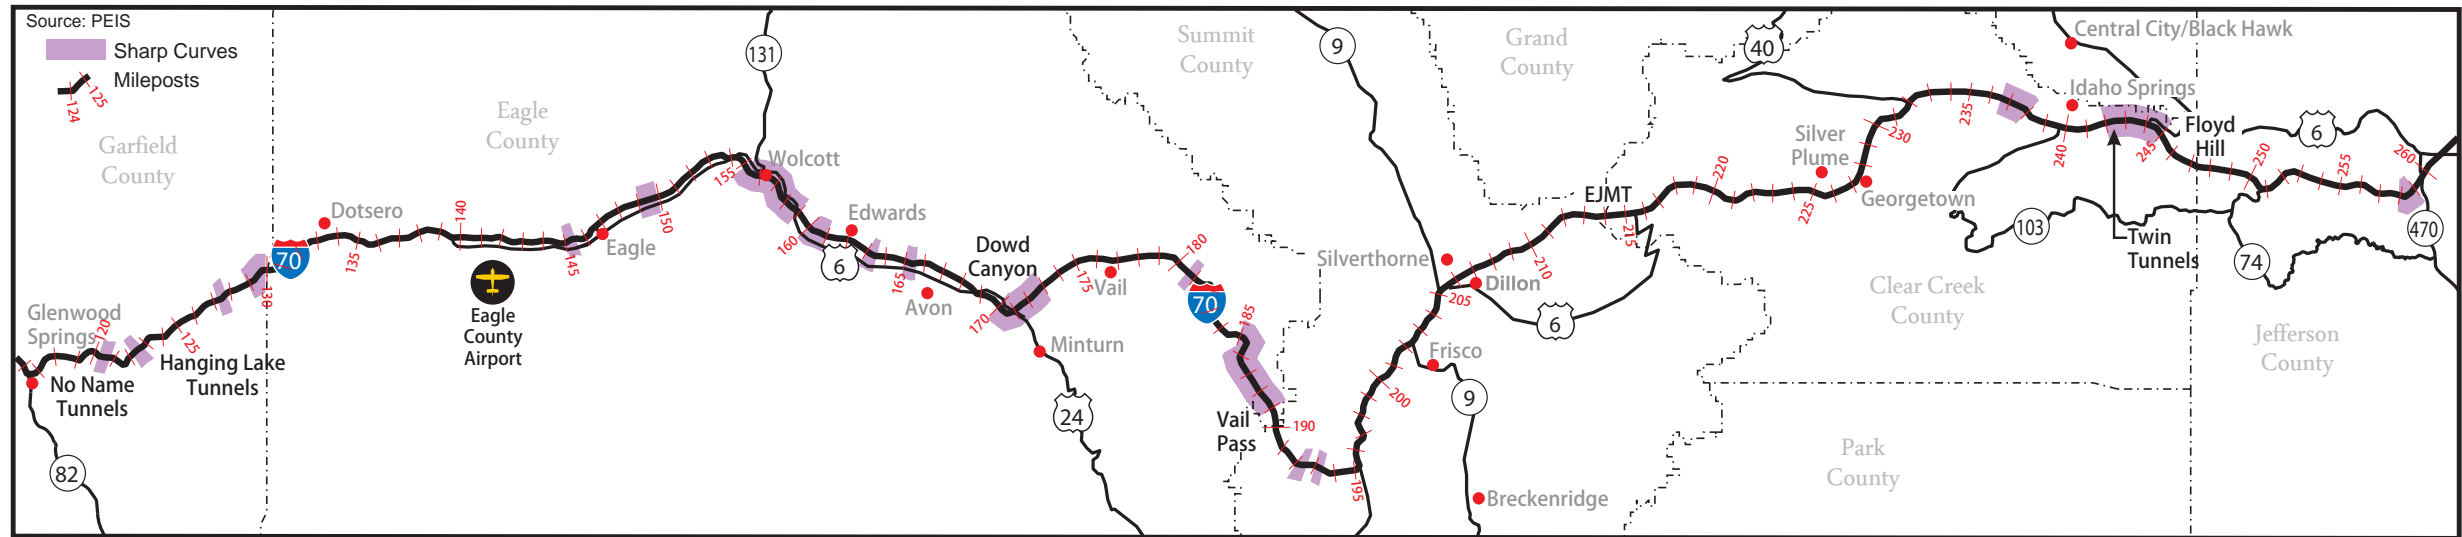 Source: PEIS
Sharp Curves
Mileposts
124
125
Garfield
County
Eagle
County
Summit
County
Grand
County
Clear Creek
County
Park
County
Jefferson
County
Glenwood
Springs
No Name
Tunnels
Hanging Lake
Tunnels
82
120
125
130
70
Dotsero
135
140
Eagle
County
Airport
145
Eagle
150
155
131
Wolcott
160
6
Edwards
165
Avon
Dowd
Canyon
170
Minturn
24
175
Vail
180
70
185
Vail
Pass
190
195
200
Frisco
9
Breckenridge
205
Silverthorne
Dillon
9
6
210
EJMT
215
220
225
Silver
Plume
Georgetown
230
40
235
Central City/Black Hawk
Idaho Springs
240
103
Twin
Tunnels
245
Floyd
Hill
6
250
74
255
260
470